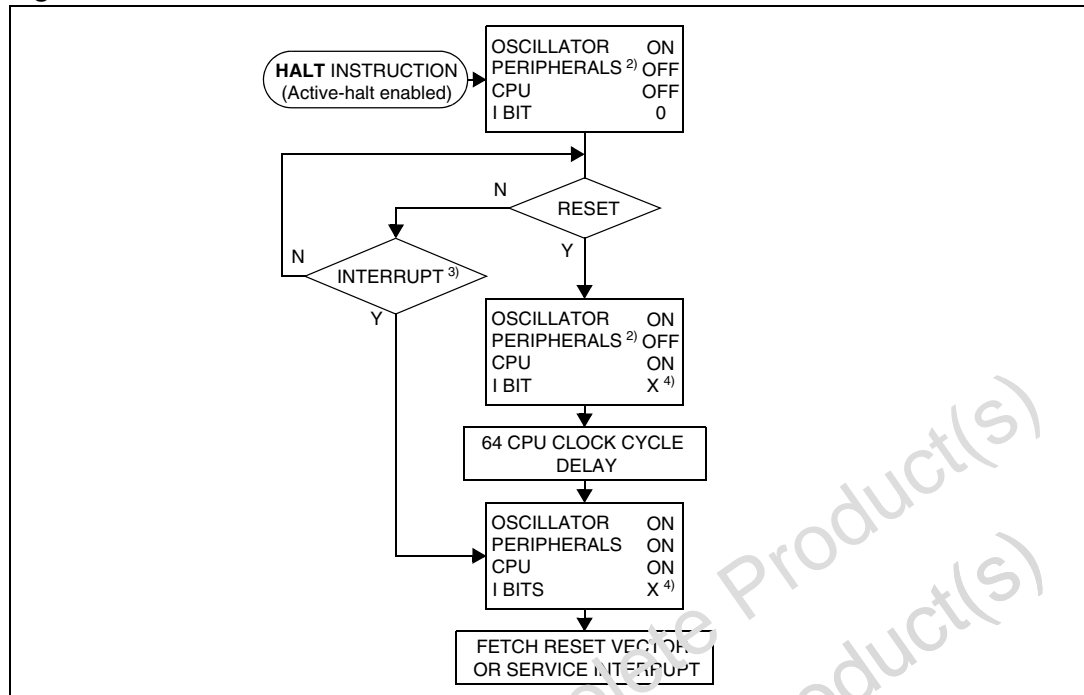 HALT INSTRUCTION
(Active-halt enabled)
OSCILLATOR ON
PERIPHERALS 2) OFF
CPU OFF
I BIT 0
N
RESET
Y
N
INTERRUPT 3)
Y
OSCILLATOR ON
PERIPHERALS 2) OFF
CPU ON
I BIT X 4)
64 CPU CLOCK CYCLE
DELAY
OSCILLATOR ON
PERIPHERALS ON
CPU ON
I BITS X 4)
FETCH RESET VECTOR
OR SERVICE INTERRUPT
Product(s)